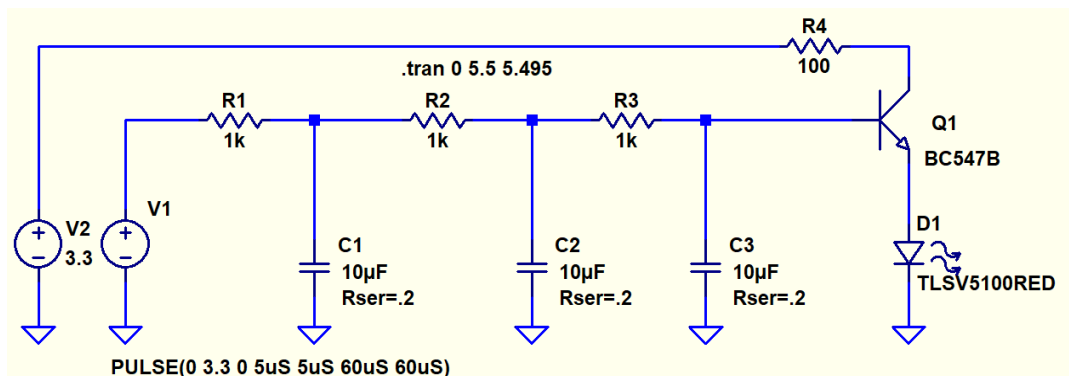 R4
100
.tran 0 5.5 5.495
R1
1k
R2
1k
R3
1k
Q1
BC547B
V2
3.3
V1
C1
10µF
Rser=.2
C2
10µF
Rser=.2
C3
10µF
Rser=.2
D1
TLSV5100RED
PULSE(0 3.3 0 5uS 5uS 60uS 60uS)